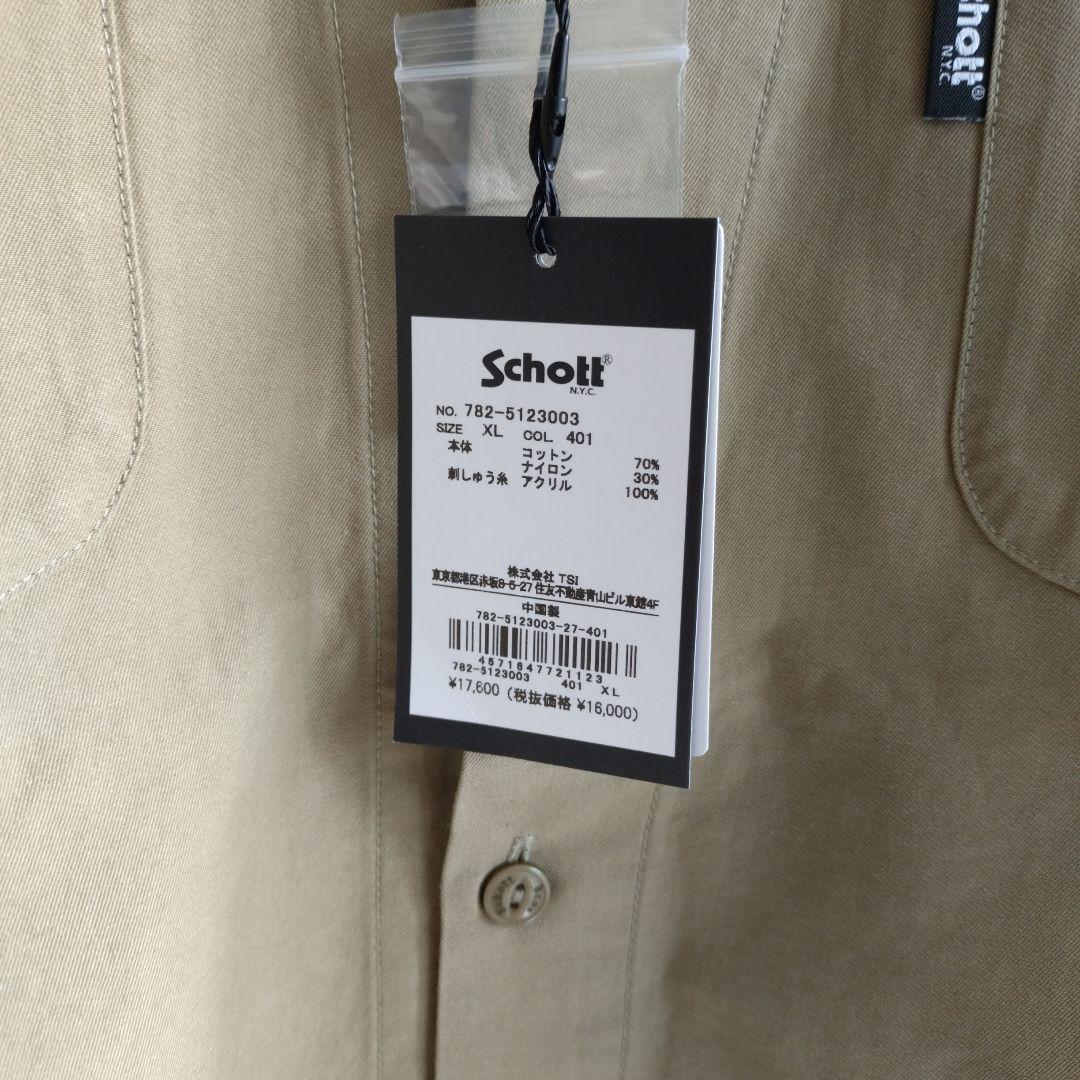 Schott®
N.Y.C.
Schott®
N.Y.C.
NO. 782-5123003
SIZE XL COL 401
本体 コットン 70%
ナイロン 30%
刺しゅう糸 アクリル 100%
株式会社 TSI
東京都港区赤坂8-5-27 住友不動産青山ビル東館4F
中国製
782-5123003-27-401
4571647721123
782-5123003 401 XL
¥17,600 (税抜価格 ¥16,000)
Schott